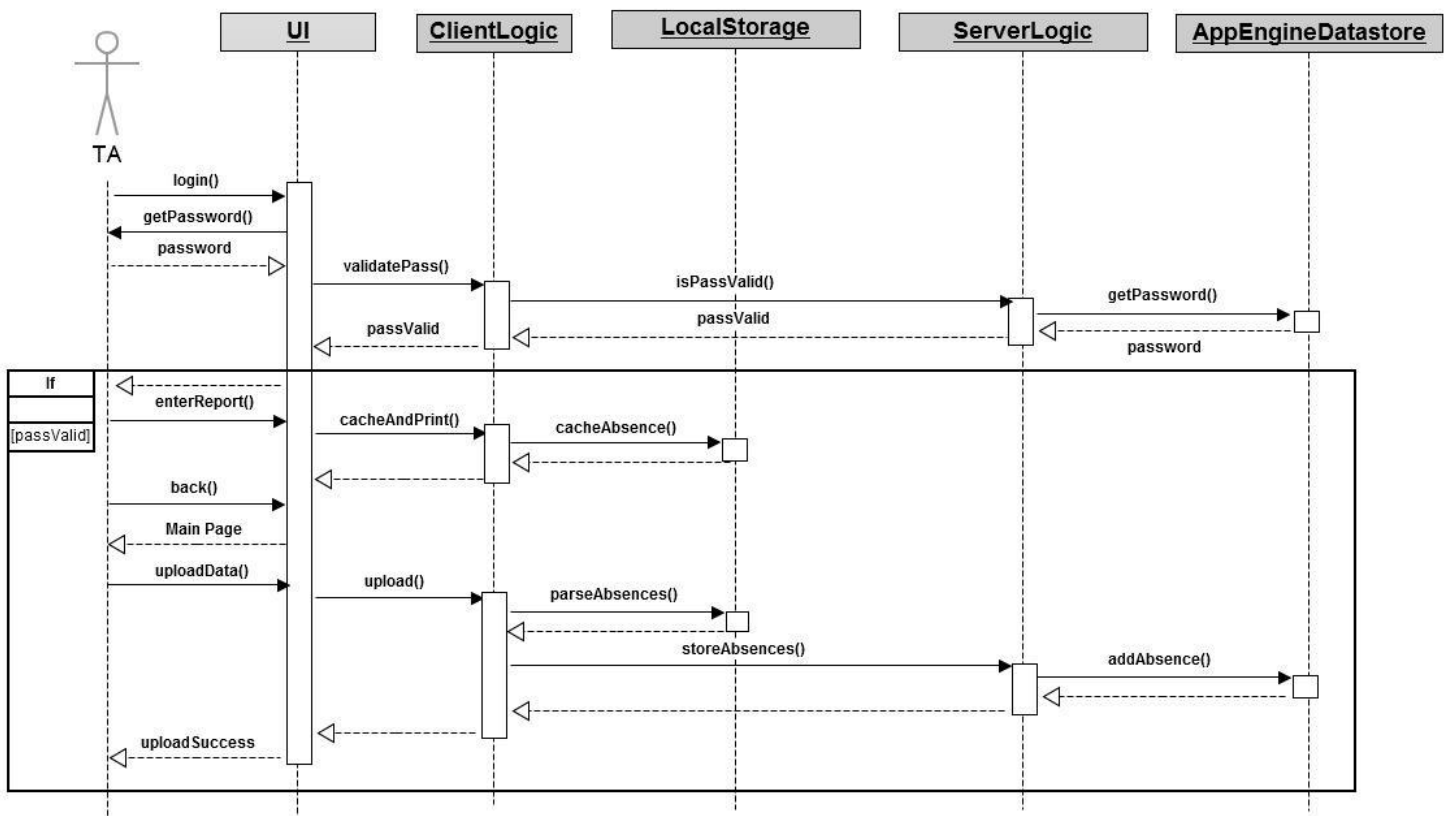 UI
ClientLogic
LocalStorage
ServerLogic
AppEngineDatastore
TA
login()
getPassword()
password
validatePass()
isPassValid()
getPassword()
passValid
passValid
password
If
[passValid]
enterReport()
cacheAndPrint()
cacheAbsence()
back()
Main Page
uploadData()
upload()
parseAbsences()
storeAbsences()
addAbsence()
uploadSuccess